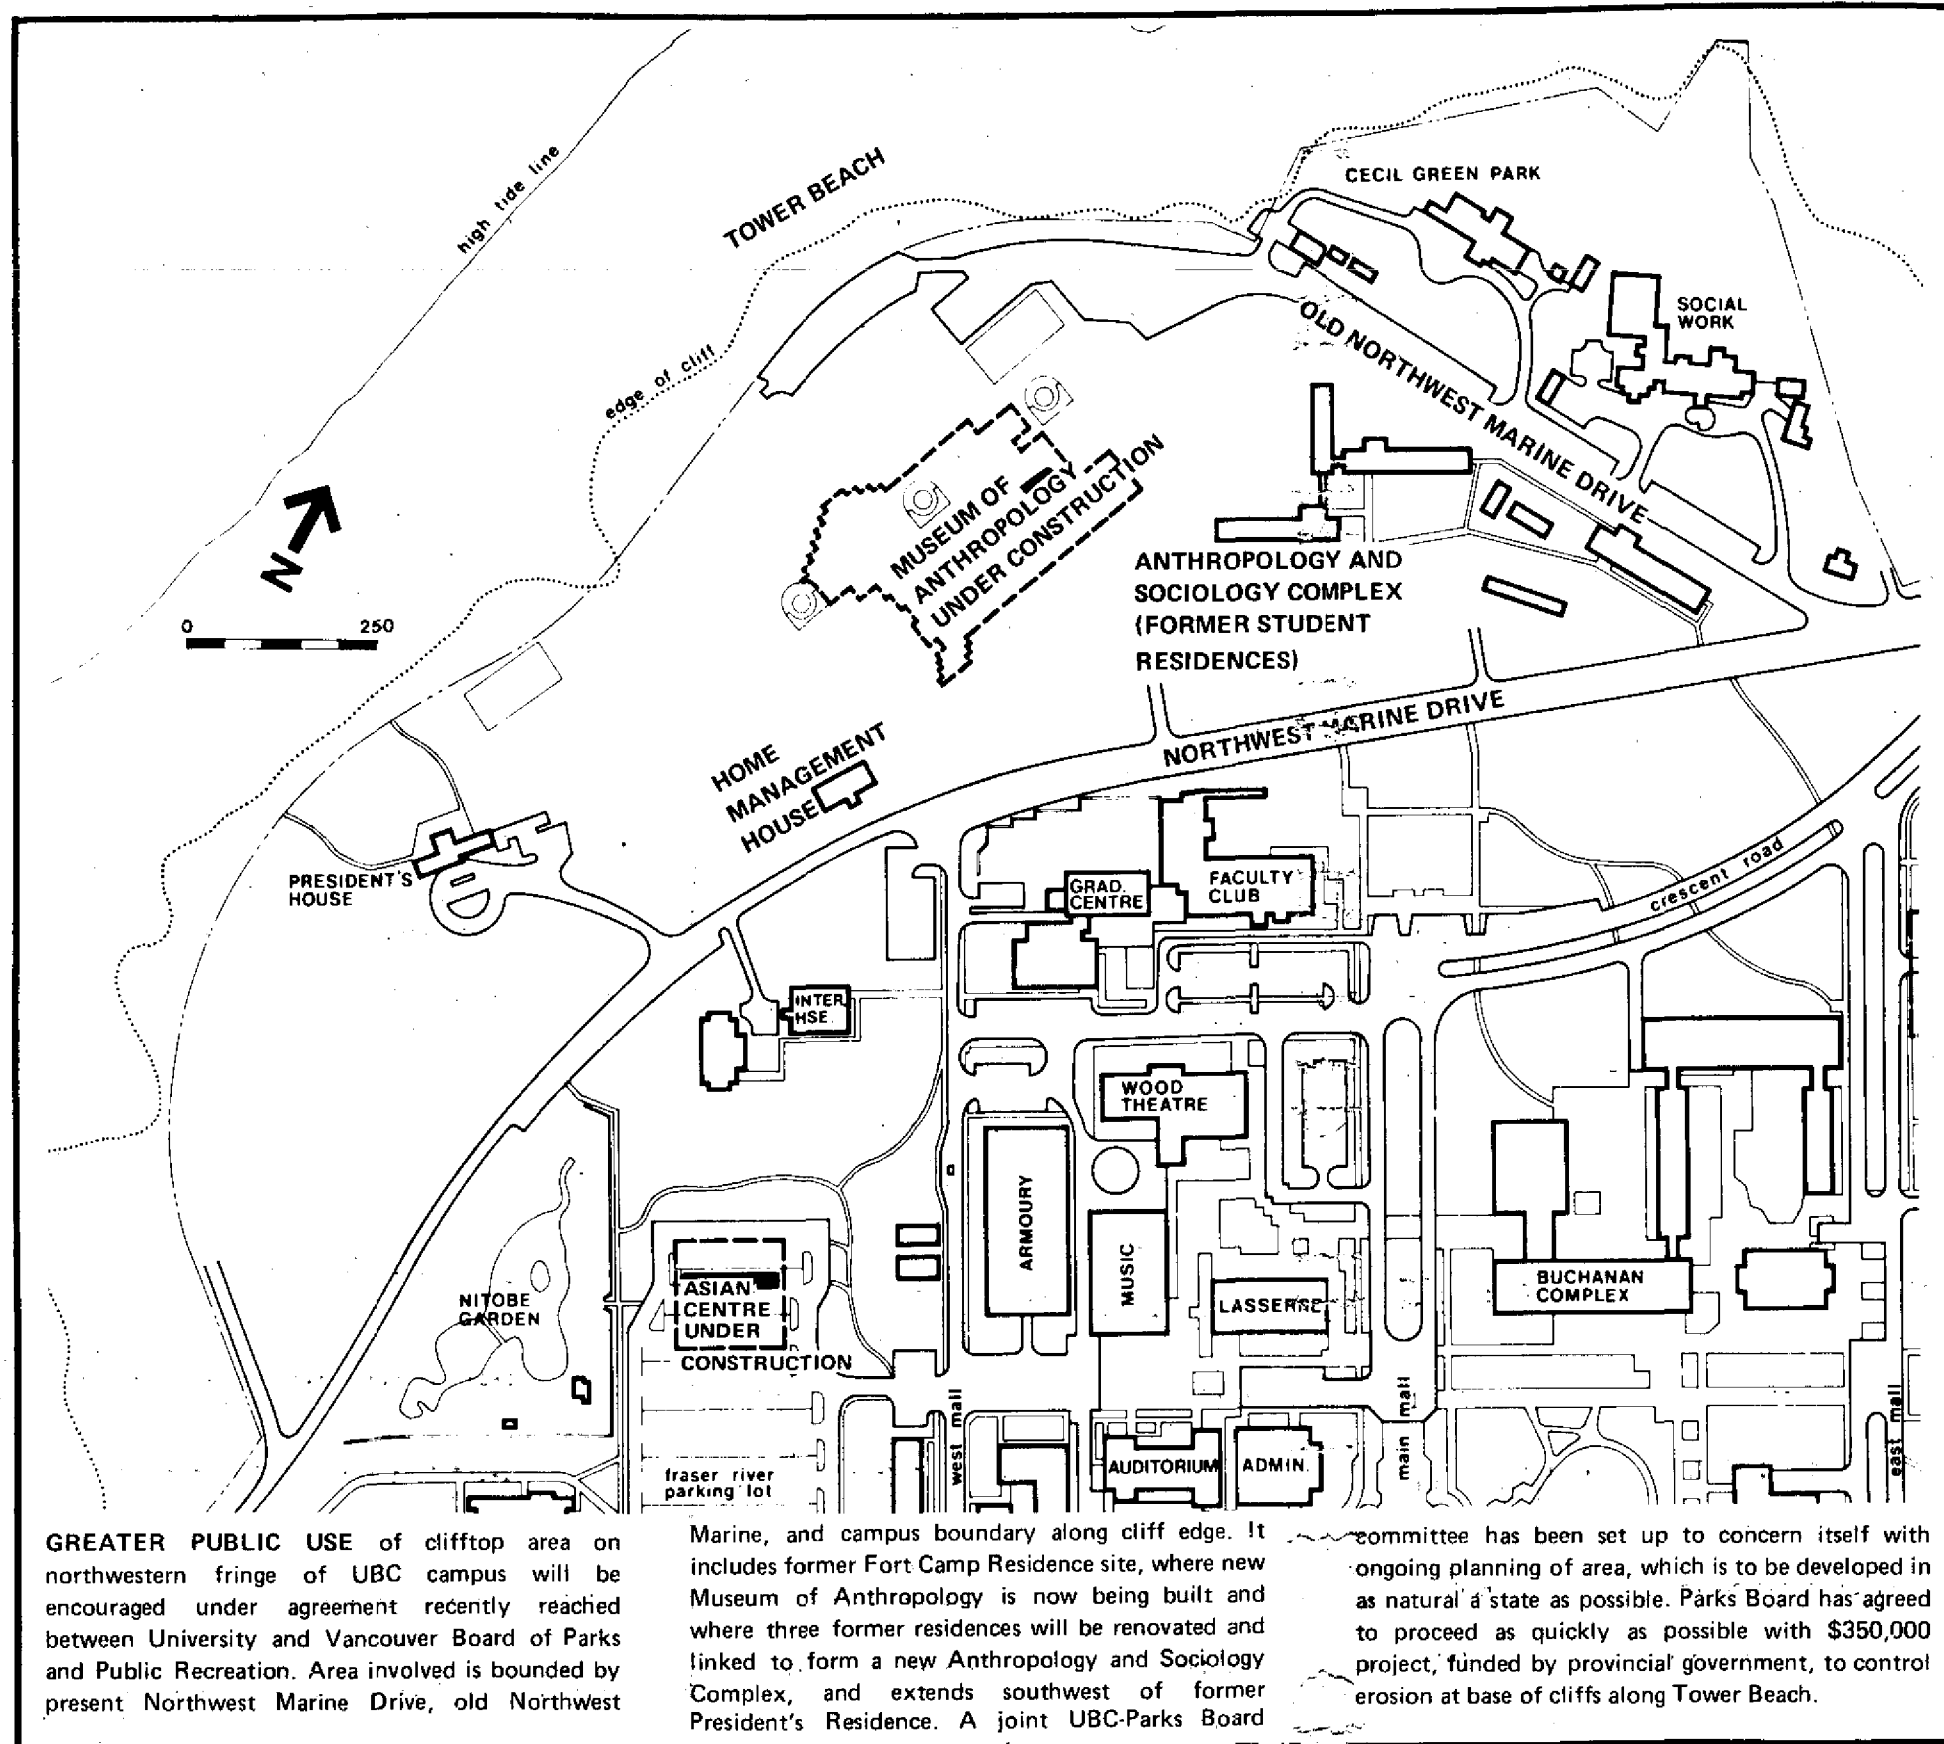 high tide line
TOWER BEACH
CECIL GREEN PARK
SOCIAL
WORK
edge of cliff
OLD NORTHWEST MARINE DRIVE
MUSEUM OF
ANTHROPOLOGY
UNDER CONSTRUCTION
N
0 250
ANTHROPOLOGY AND
SOCIOLOGY COMPLEX
(FORMER STUDENT
RESIDENCES)
NORTHWEST MARINE DRIVE
HOME
MANAGEMENT
HOUSE
PRESIDENT'S
HOUSE
GRAD.
CENTRE
FACULTY
CLUB
crescent road
INTER
HSE.
WOOD
THEATRE
ARMOURY
MUSIC
LASSERRE
BUCHANAN
COMPLEX
NITOBE
GARDEN
ASIAN
CENTRE
UNDER
CONSTRUCTION
fraser river
parking lot
west mall
AUDITORIUM
ADMIN.
main mall
east mall
GREATER PUBLIC USE of clifftop area on
northwestern fringe of UBC campus will be
encouraged under agreement recently reached
between University and Vancouver Board of Parks
and Public Recreation. Area involved is bounded by
present Northwest Marine Drive, old Northwest
Marine, and campus boundary along cliff edge. It
includes former Fort Camp Residence site, where new
Museum of Anthropology is now being built and
where three former residences will be renovated and
linked to form a new Anthropology and Sociology
Complex, and extends southwest of former
President's Residence. A joint UBC-Parks Board
committee has been set up to concern itself with
ongoing planning of area, which is to be developed in
as natural a state as possible. Parks Board has agreed
to proceed as quickly as possible with $350,000
project, funded by provincial government, to control
erosion at base of cliffs along Tower Beach.